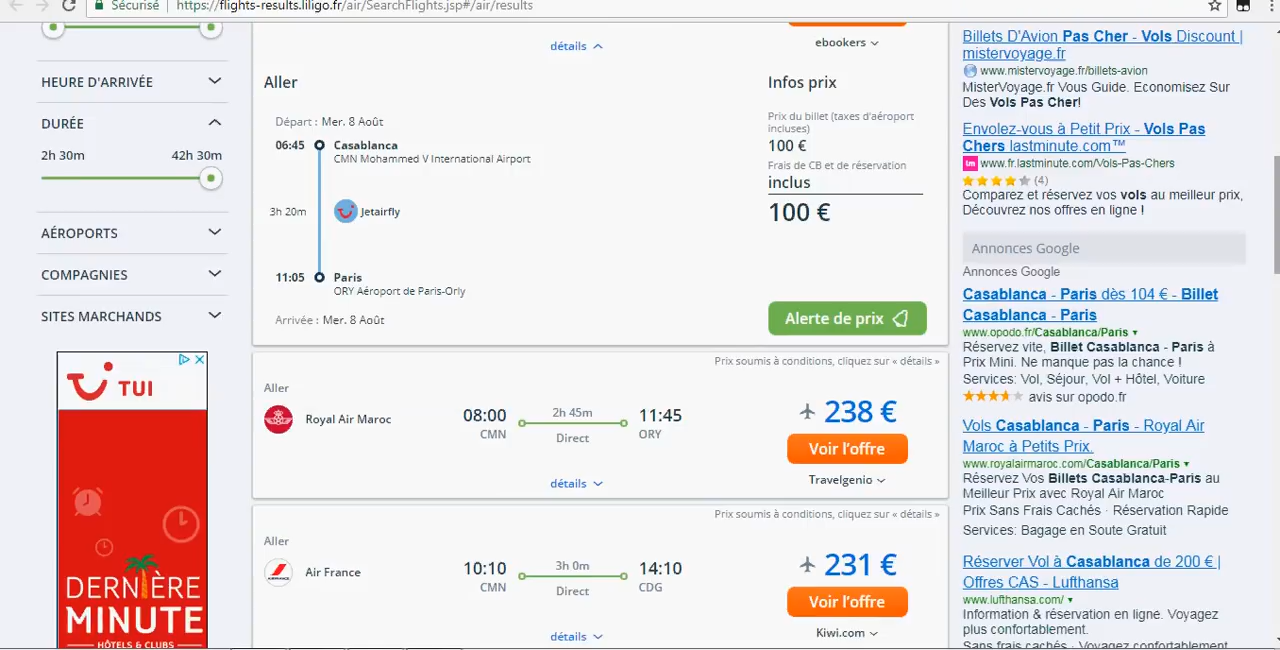 Sécurisé
https://flights-results.liligo.fr/air/SearchFlights.jsp#/air/results
HEURE D'ARRIVÉE
DURÉE
2h 30m 42h 30m
AÉROPORTS
COMPAGNIES
SITES MARCHANDS
TUI
DERNIÈRE
MINUTE
HÔTELS & CLUBS
détails
ebookers
Aller
Infos prix
Départ : Mer. 8 Août
06:45 Casablanca
CMN Mohammed V International Airport
3h 20m Jetairfly
11:05 Paris
ORY Aéroport de Paris-Orly
Arrivée : Mer. 8 Août
Prix du billet (taxes d'aéroport
incluses)
100 €
Frais de CB et de réservation
inclus
100 €
Alerte de prix
Prix soumis à conditions, cliquez sur « détails »
Aller
Royal Air Maroc
08:00 2h 45m 11:45
CMN Direct ORY
238 €
Voir l'offre
Travelgenio
détails
Prix soumis à conditions, cliquez sur « détails »
Aller
Air France
10:10 3h 0m 14:10
CMN Direct CDG
231 €
Voir l'offre
Kiwi.com
détails
Billets D'Avion Pas Cher - Vols Discount |
mistervoyage.fr
www.mistervoyage.fr/billets-avion
MisterVoyage.fr Vous Guide. Economisez Sur
Des Vols Pas Cher!
Envolez-vous à Petit Prix - Vols Pas
Chers lastminute.com™
lm www.fr.lastminute.com/Vols-Pas-Chers
(4)
Comparez et réservez vos vols au meilleur prix,
Découvrez nos offres en ligne !
Annonces Google
Annonces Google
Casablanca - Paris dès 104 € - Billet
Casablanca - Paris
www.opodo.fr/Casablanca/Paris
Réservez vite, Billet Casablanca - Paris à
Prix Mini. Ne manque pas la chance !
Services: Vol, Séjour, Vol + Hôtel, Voiture
avis sur opodo.fr
Vols Casablanca - Paris - Royal Air
Maroc à Petits Prix.
www.royalairmaroc.com/Casablanca/Paris
Réservez Vos Billets Casablanca-Paris au
Meilleur Prix avec Royal Air Maroc
Prix Sans Frais Cachés · Réservation Rapide
Services: Bagage en Soute Gratuit
Réserver Vol à Casablanca de 200 € |
Offres CAS - Lufthansa
www.lufthansa.com/
Information & réservation en ligne. Voyagez
plus confortablement.
Sans frais cachés · Voyagez confortablement